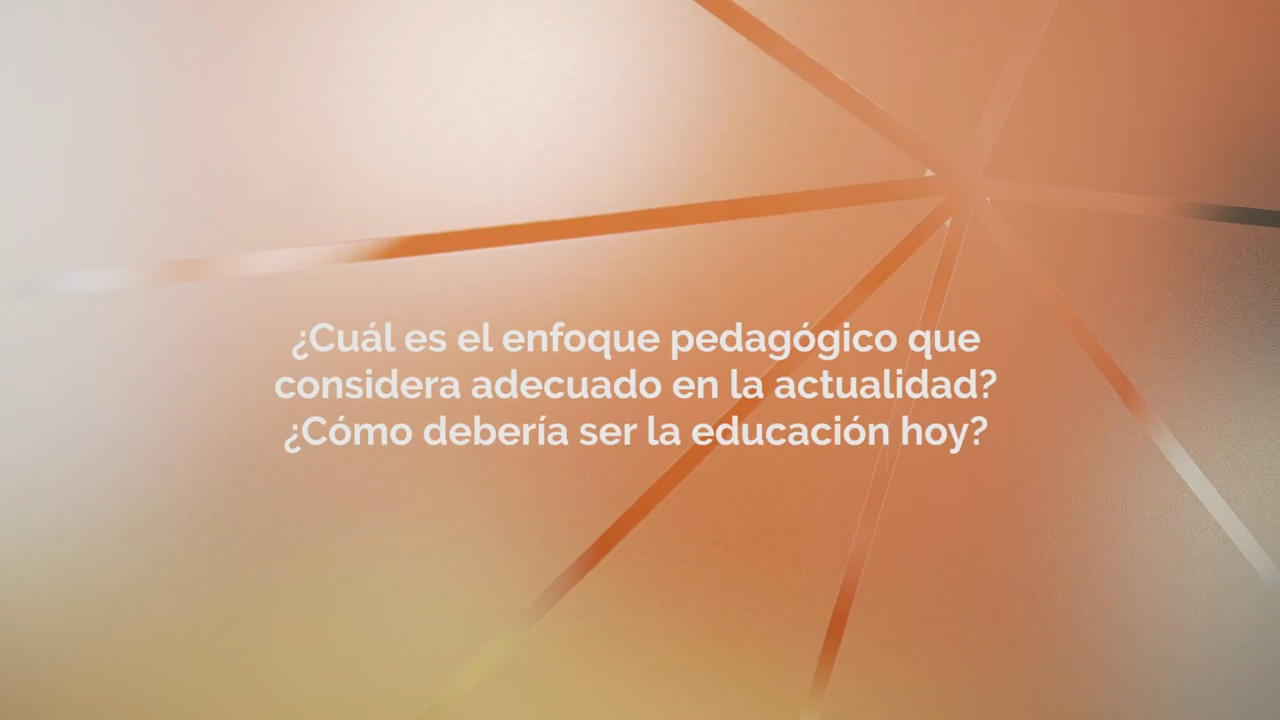 ¿Cuál es el enfoque pedagógico que
considera adecuado en la actualidad?
¿Cómo debería ser la educación hoy?